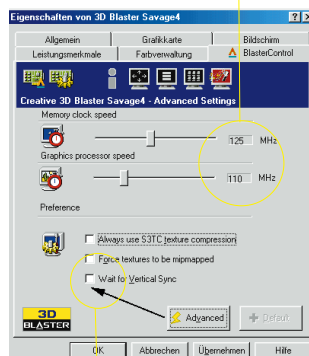 Eigenschaften von 3D Blaster Savage4
Allgemein Grafikkarte Bildschirm
Leistungsmerkmale Farbverwaltung BlasterControl
Creative 3D Blaster Savage4 - Advanced Settings
Memory clock speed
125 MHz
Graphics processor speed
110 MHz
Preference
Always use S3TC texture compression
Force textures to be mipmapped
Wait for Vertical Sync
3D
BLASTER
Advanced Default
OK Abbrechen Übernehmen Hilfe